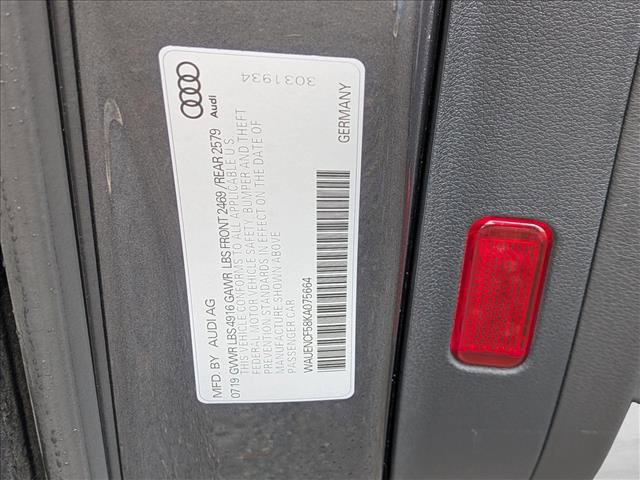 MFD. BY AUDI AG
07 19 GVWR LBS 4916 GAWR LBS FRONT 2469 /REAR 2579
THIS VEHICLE CONFORMS TO ALL APPLICABLE U.S.
FEDERAL MOTOR VEHICLE SAFETY, BUMPER AND THEFT
PREVENTION STANDARDS IN EFFECT ON THE DATE OF
MANUFACTURE SHOWN ABOVE
PASSENGER CAR
WAUENCF58KA075664
GERMANY
Audi
3031934